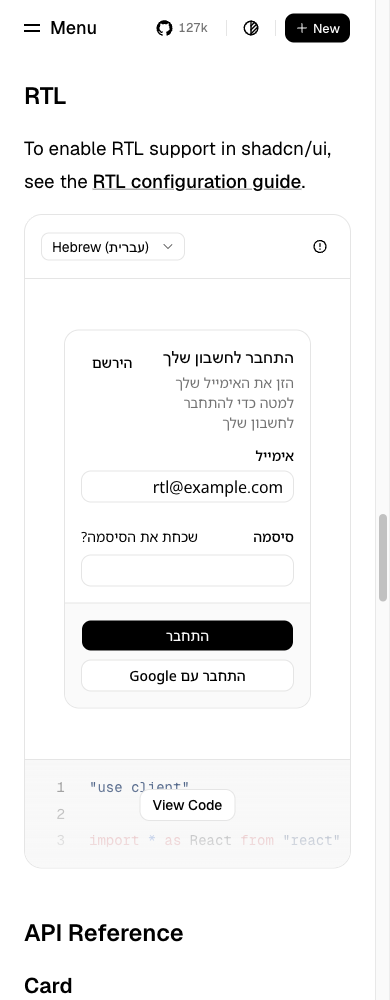 Menu
127k
New
RTL
To enable RTL support in shadcn/ui,
see the RTL configuration guide.
Hebrew (עברית)
התחבר לחשבון שלך
הירשם
הזן את האימייל שלך
למטה כדי להתחבר
לחשבון שלך
אימייל
rtl@example.com
סיסמה
שכחת את הסיסמה?
התחבר
התחבר עם Google
1 "use client"
View Code
2
3 import * as React from "react"
API Reference
Card